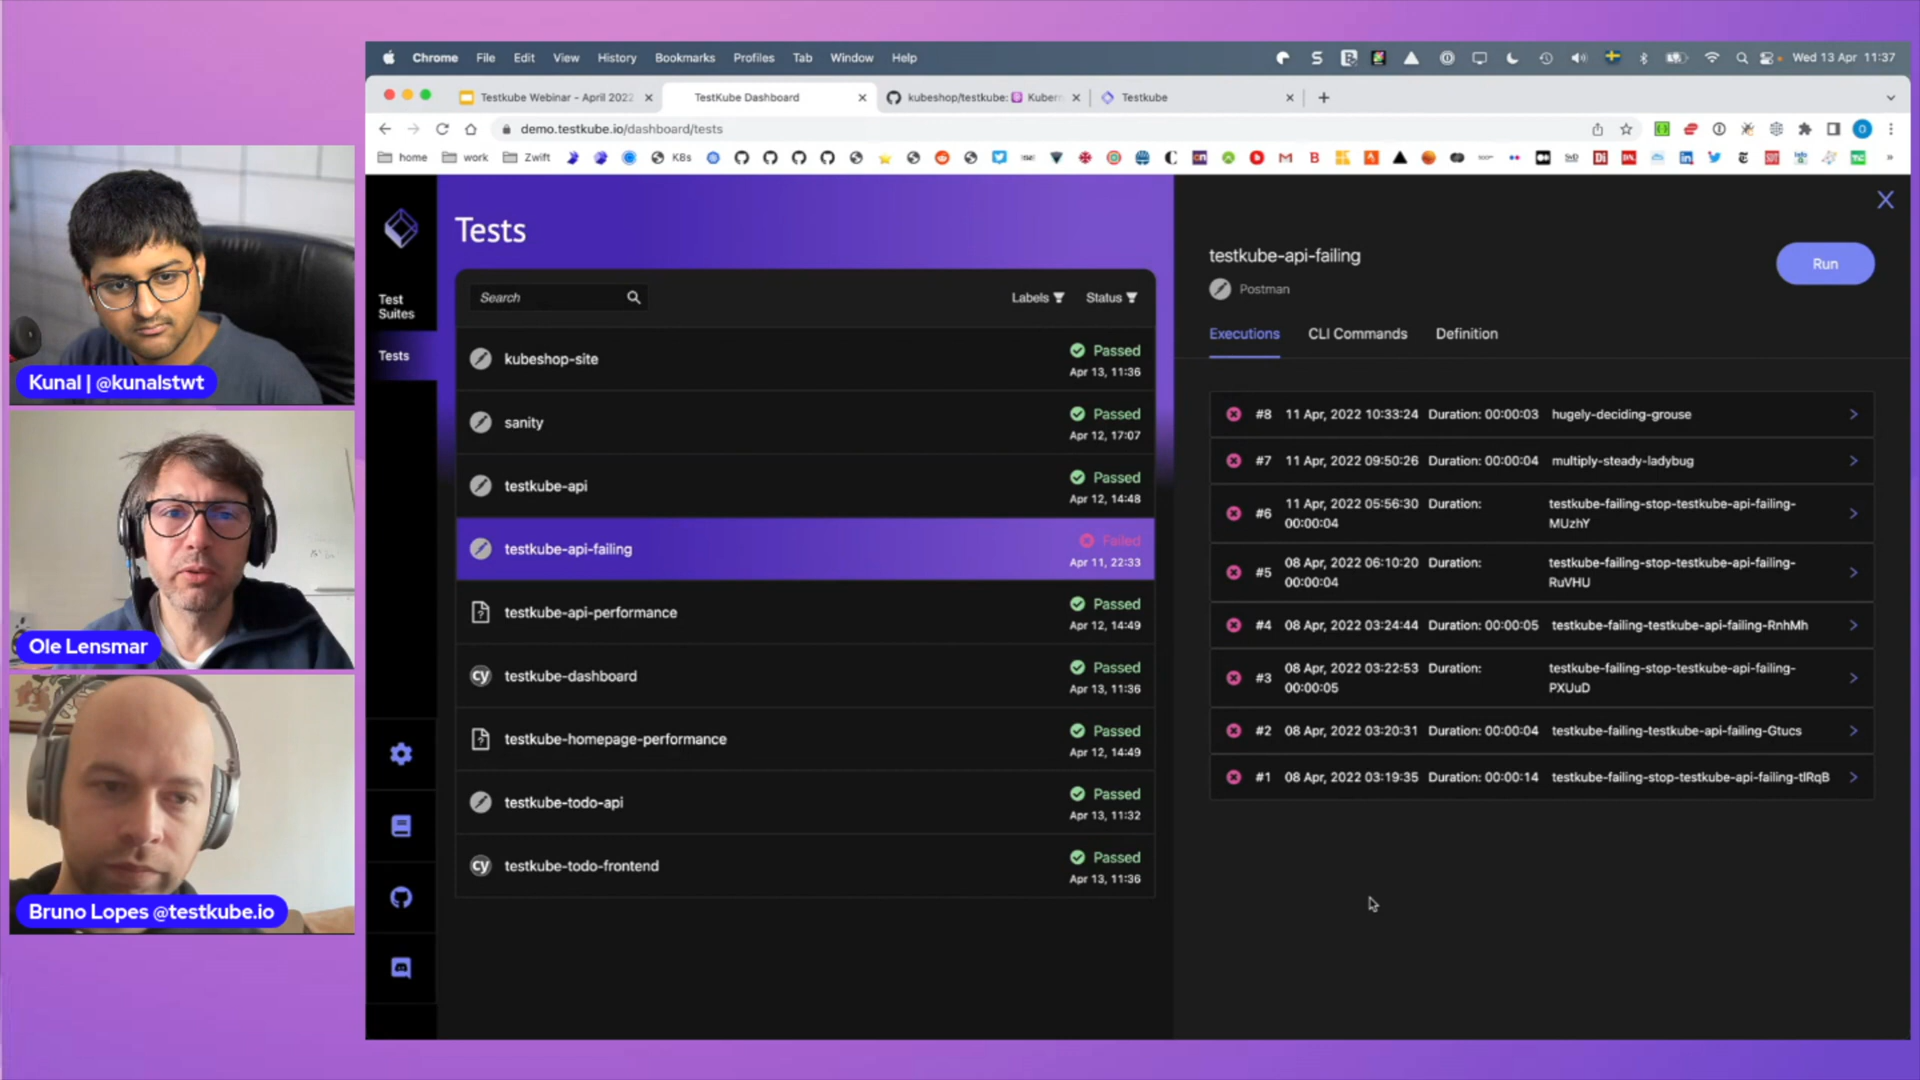 Chrome File Edit View History Bookmarks Profiles Tab Window Help
Wed 13 Apr 11:37
Testkube Webinar - April 2022
TestKube Dashboard
kubeshop/testkube: Kubern
Testkube
demo.testkube.io/dashboard/tests
home work Zwift K8s
Test
Suites
Tests
Tests
Search
Labels Status
kubeshop-site
Passed
Apr 13, 11:36
sanity
Passed
Apr 12, 17:07
testkube-api
Passed
Apr 12, 14:48
testkube-api-failing
Failed
Apr 11, 22:33
testkube-api-performance
Passed
Apr 12, 14:49
cy testkube-dashboard
Passed
Apr 13, 11:36
testkube-homepage-performance
Passed
Apr 12, 14:49
testkube-todo-api
Passed
Apr 13, 11:32
cy testkube-todo-frontend
Passed
Apr 13, 11:36
testkube-api-failing
Postman
Run
Executions CLI Commands Definition
#8 11 Apr, 2022 10:33:24 Duration: 00:00:03 hugely-deciding-grouse
#7 11 Apr, 2022 09:50:26 Duration: 00:00:04 multiply-steady-ladybug
#6 11 Apr, 2022 05:56:30 Duration: testkube-failing-stop-testkube-api-failing-
00:00:04 MUzhY
#5 08 Apr, 2022 06:10:20 Duration: testkube-failing-stop-testkube-api-failing-
00:00:04 RuVHU
#4 08 Apr, 2022 03:24:44 Duration: 00:00:05 testkube-failing-testkube-api-failing-RnhMh
#3 08 Apr, 2022 03:22:53 Duration: testkube-failing-stop-testkube-api-failing-
00:00:05 PXUuD
#2 08 Apr, 2022 03:20:31 Duration: 00:00:04 testkube-failing-testkube-api-failing-Gtucs
#1 08 Apr, 2022 03:19:35 Duration: 00:00:14 testkube-failing-stop-testkube-api-failing-tlRqB
Kunal | @kunalstwt
Ole Lensmar
Bruno Lopes @testkube.io